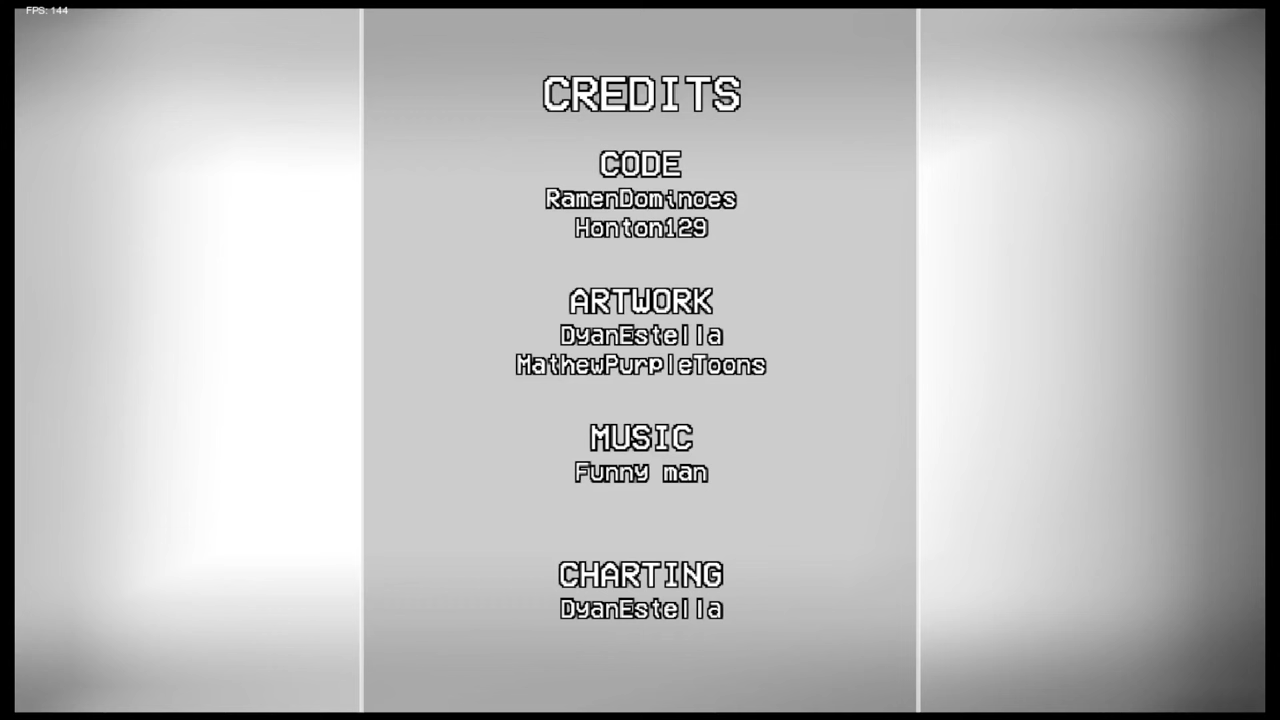 FPS: 144
CREDITS
CODE
RamenDominoes
Honton129
ARTWORK
DyanEstella
MathewPurpleToons
MUSIC
Funny man
CHARTING
DyanEstella